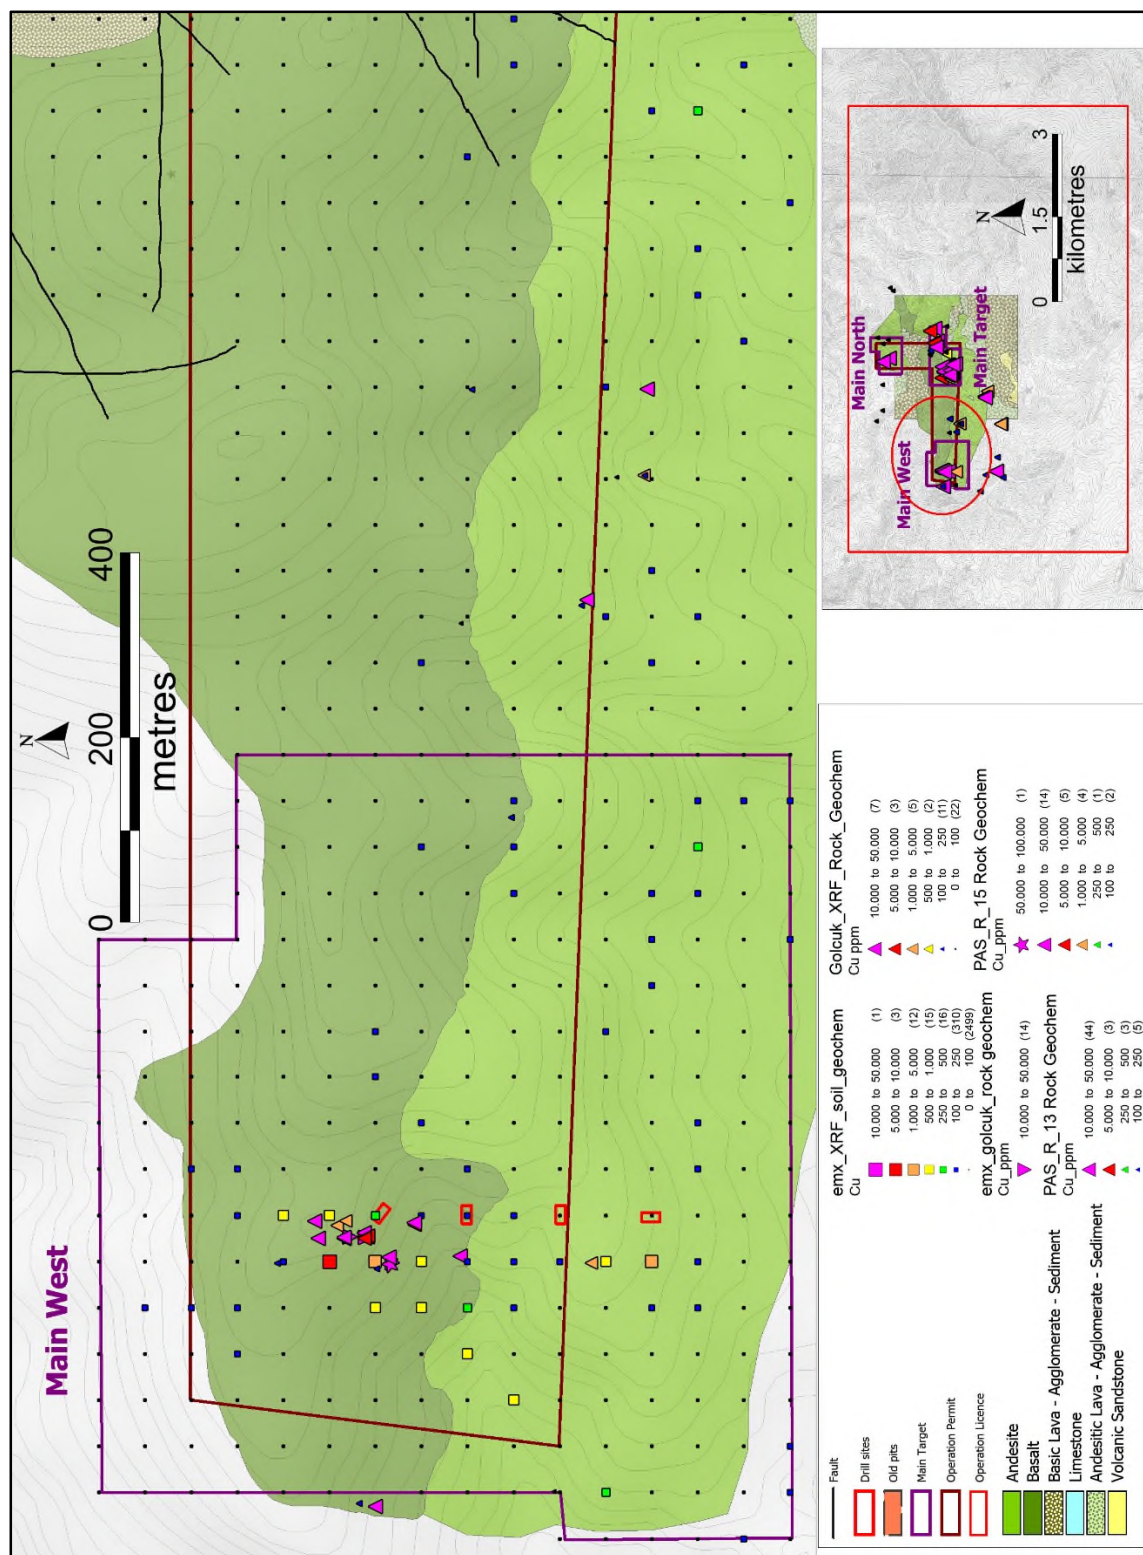 Main West
N
0 200 400
metres
Main West
Main North
Main Target
N
0 1.5 3
kilometres
Fault
Drill sites
Old pits
Main Target
Operation Permit
Operation Licence
Andesite
Basalt
Basic Lava - Agglomerate - Sediment
Limestone
Andesitic Lava - Agglomerate - Sediment
Volcanic Sandstone
emx_XRF_soil_geochem
Cu
10.000 to 50.000 (1)
5.000 to 10.000 (3)
1.000 to 5.000 (12)
500 to 1.000 (15)
250 to 500 (16)
100 to 250 (310)
0 to 100 (2499)
emx_golcuk_rock geochem
Cu_ppm
10.000 to 50.000 (14)
PAS_R_13 Rock Geochem
Cu_ppm
10.000 to 50.000 (44)
5.000 to 10.000 (3)
250 to 500 (3)
100 to 250 (5)
Golcuk_XRF_Rock_Geochem
Cu ppm
10.000 to 50.000 (7)
5.000 to 10.000 (3)
1.000 to 5.000 (5)
500 to 1.000 (2)
100 to 250 (11)
0 to 100 (22)
PAS_R_15 Rock Geochem
Cu_ppm
50.000 to 100.000 (1)
10.000 to 50.000 (14)
5.000 to 10.000 (5)
1.000 to 5.000 (4)
250 to 500 (1)
100 to 250 (2)